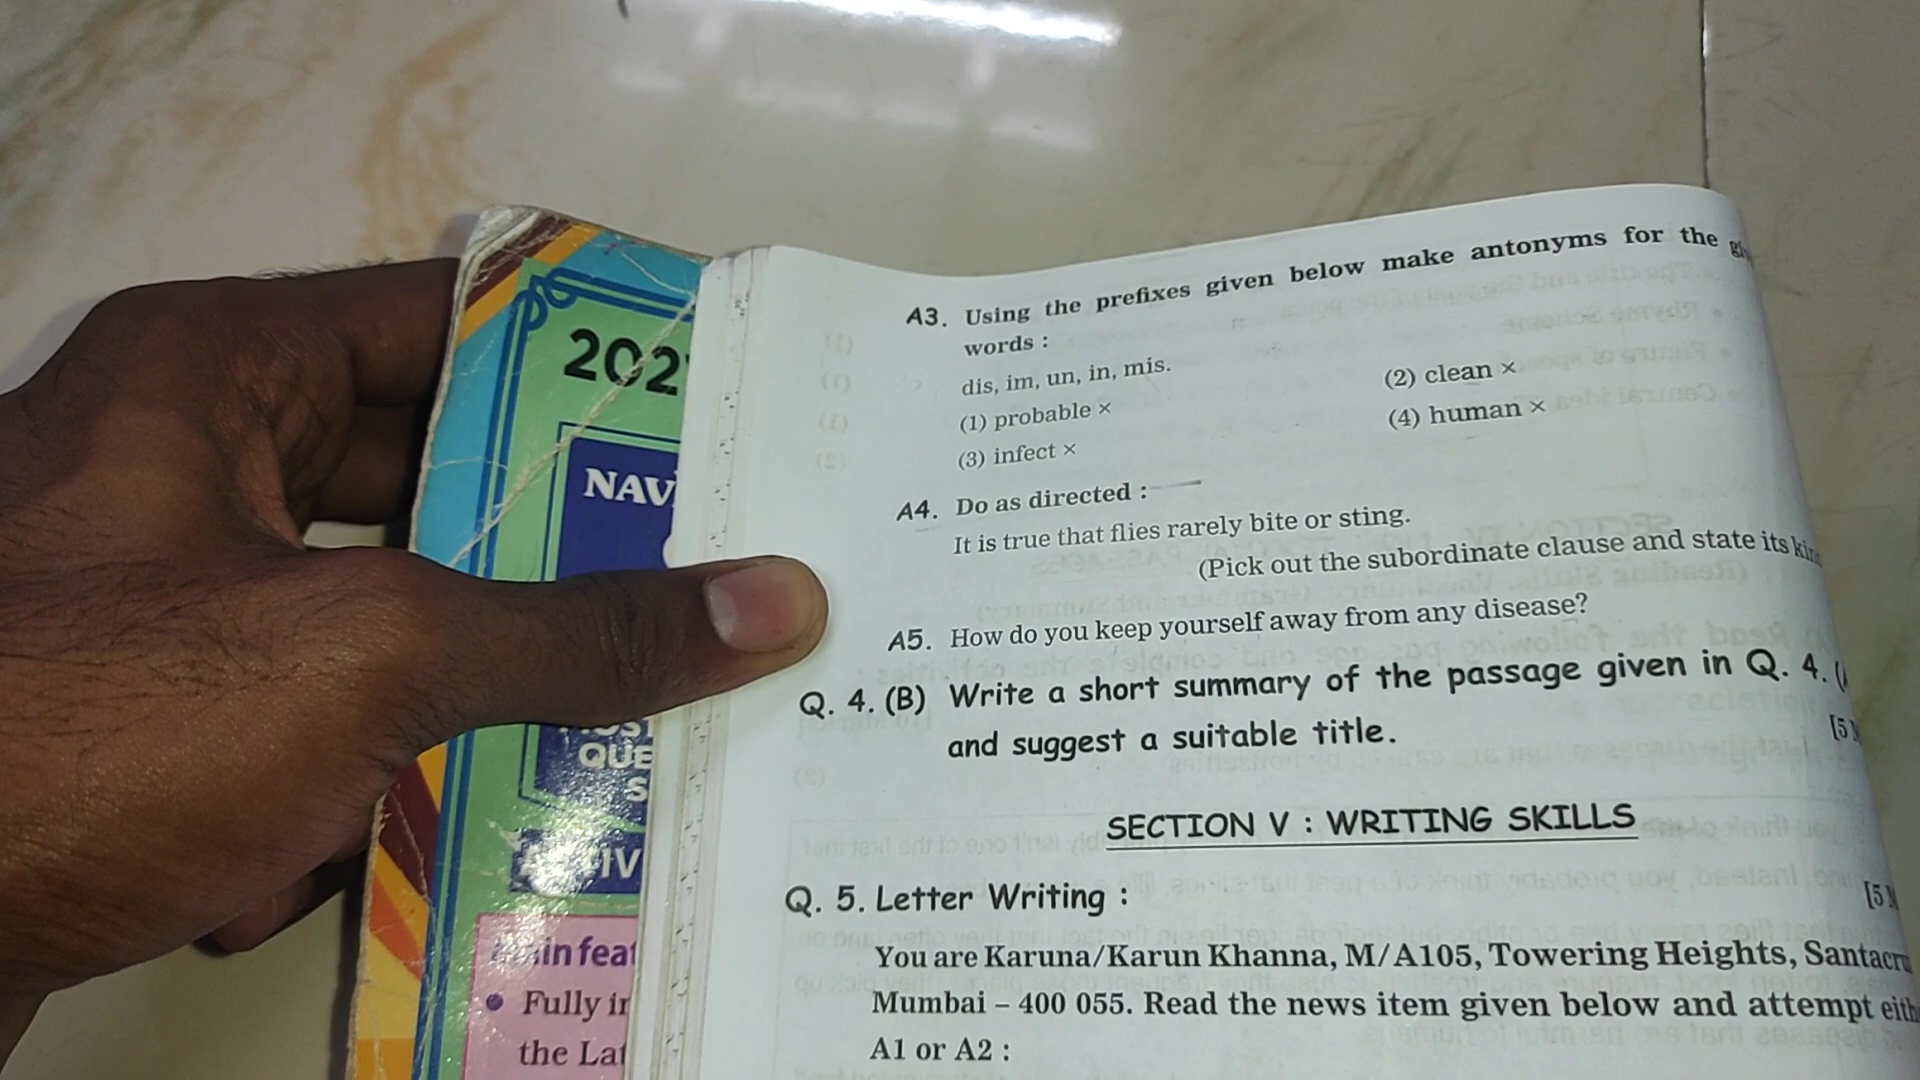 202
NAV
QUE
S
IV
in feat
• Fully in
the Lat
A3. Using the prefixes given below make antonyms for the
words :
dis, im, un, in, mis.
(1) probable × (2) clean ×
(3) infect × (4) human ×
A4. Do as directed :
It is true that flies rarely bite or sting.
(Pick out the subordinate clause and state its
A5. How do you keep yourself away from any disease?
Q. 4. (B) Write a short summary of the passage given in Q. 4.
and suggest a suitable title.
[5
SECTION V : WRITING SKILLS
Q. 5. Letter Writing : [5
You are Karuna/Karun Khanna, M/A105, Towering Heights, Santacru
Mumbai – 400 055. Read the news item given below and attempt eith
A1 or A2 :